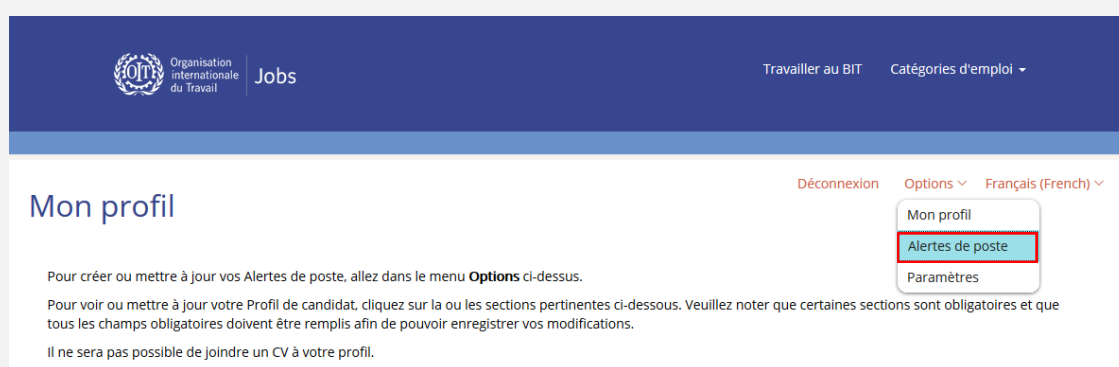 OIT
Organisation
internationale
du Travail
Jobs
Travailler au BIT
Catégories d'emploi
Déconnexion
Options
Français (French)
Mon profil
Mon profil
Alertes de poste
Paramètres
Pour créer ou mettre à jour vos Alertes de poste, allez dans le menu Options ci-dessus.
Pour voir ou mettre à jour votre Profil de candidat, cliquez sur la ou les sections pertinentes ci-dessous. Veuillez noter que certaines sections sont obligatoires et que
tous les champs obligatoires doivent être remplis afin de pouvoir enregistrer vos modifications.
Il ne sera pas possible de joindre un CV à votre profil.